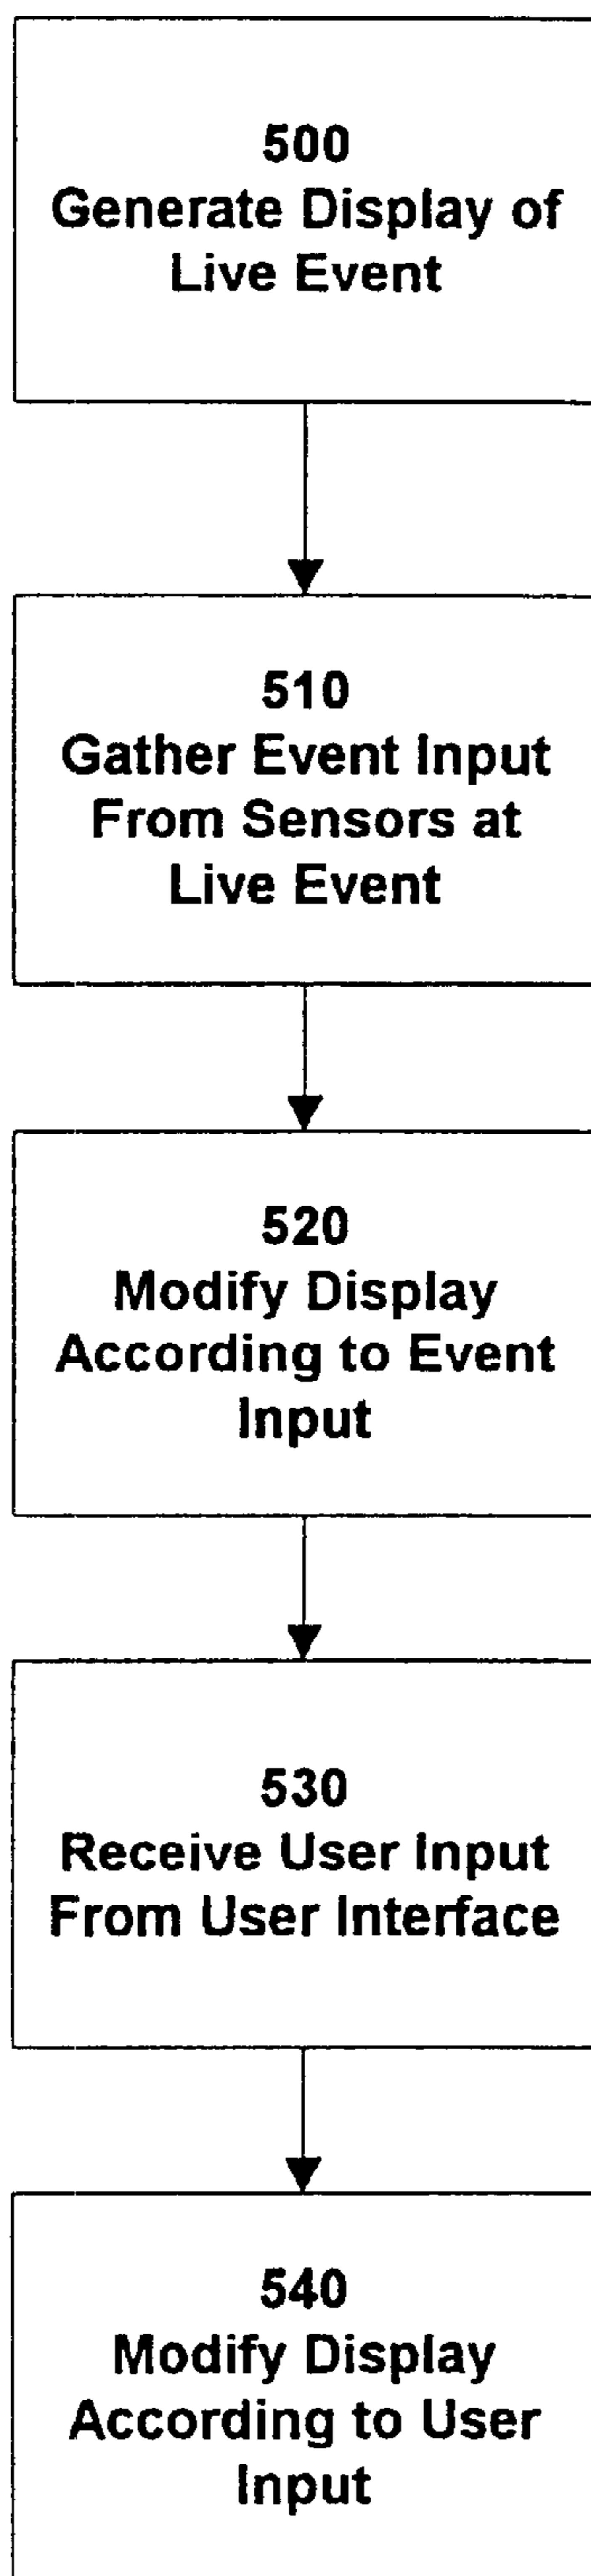 500
Generate Display of
Live Event
510
Gather Event Input
From Sensors at
Live Event
520
Modify Display
According to Event
Input
530
Receive User Input
From User Interface
540
Modify Display
According to User
Input